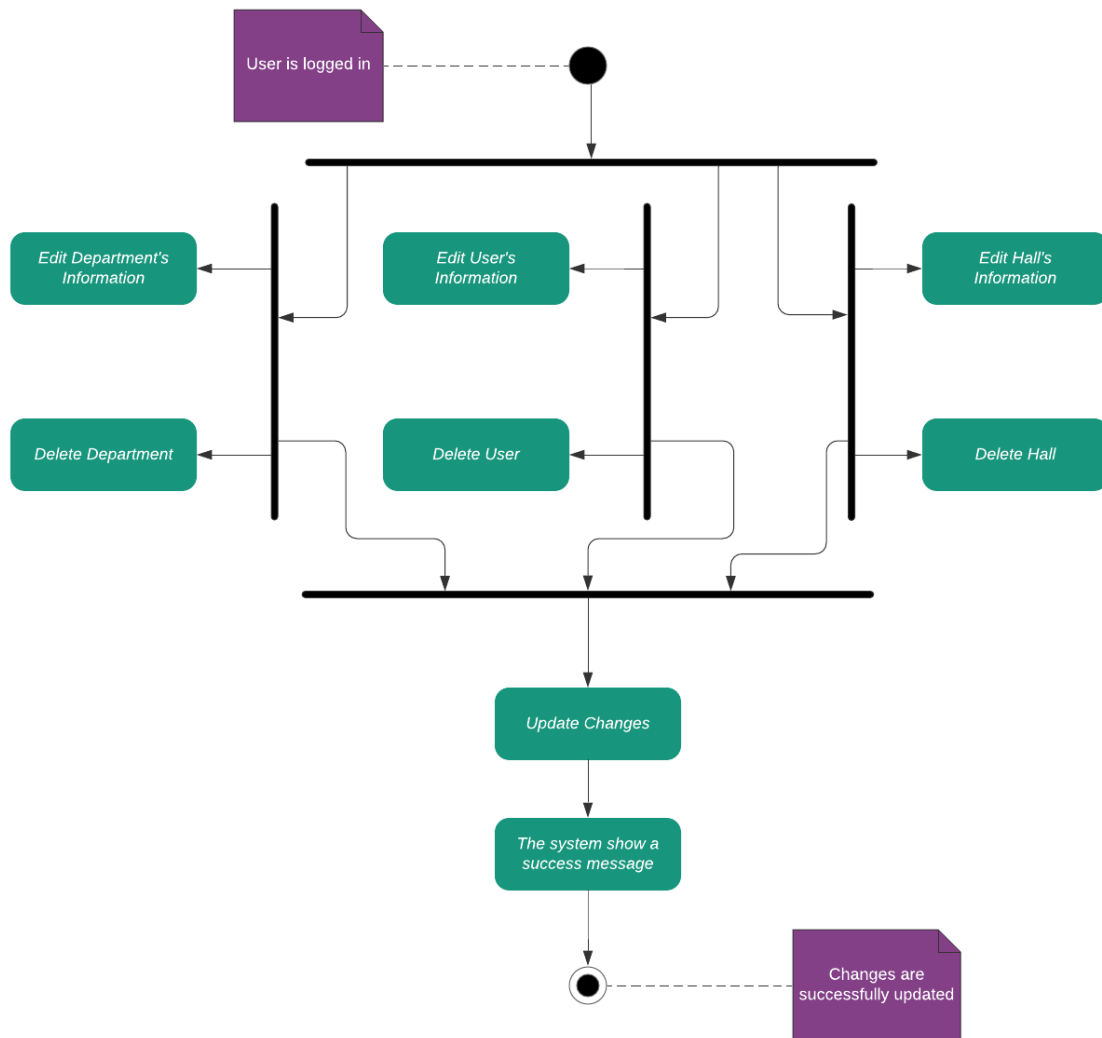 User is logged in
Edit Department's
Information
Edit User's
Information
Edit Hall's
Information
Delete Department
Delete User
Delete Hall
Update Changes
The system show a
success message
Changes are
successfully updated